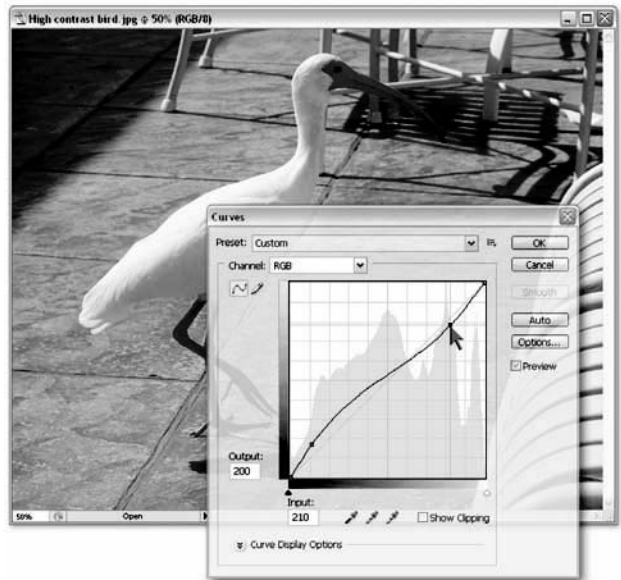 High contrast bird.jpg @ 50% (RGB/8)
Curves
Preset: Custom
OK
Channel: RGB
Cancel
Smooth
Auto
Options...
Preview
Output:
200
Input:
210
Show Clipping
Curve Display Options
50%
Open